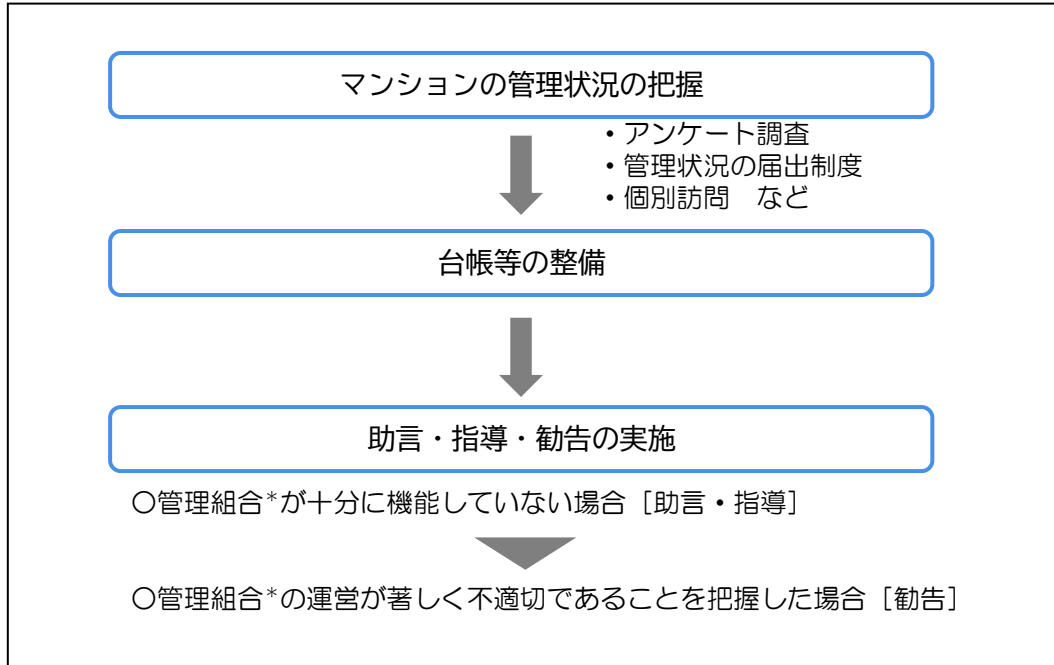 マンションの管理状況の把握
・アンケート調査
・管理状況の届出制度
・個別訪問　など
台帳等の整備
助言・指導・勧告の実施
〇管理組合*が十分に機能していない場合［助言・指導］
〇管理組合*の運営が著しく不適切であることを把握した場合［勧告］